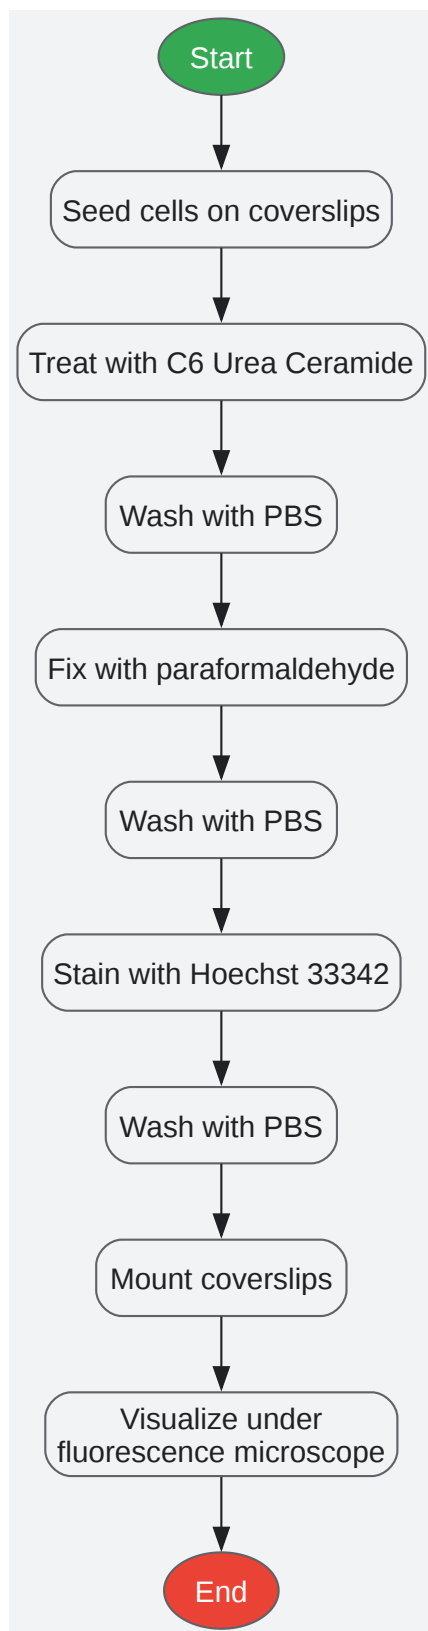 Start
Seed cells on coverslips
Treat with C6 Urea Ceramide
Wash with PBS
Fix with paraformaldehyde
Wash with PBS
Stain with Hoechst 33342
Wash with PBS
Mount coverslips
Visualize under
fluorescence microscope
End